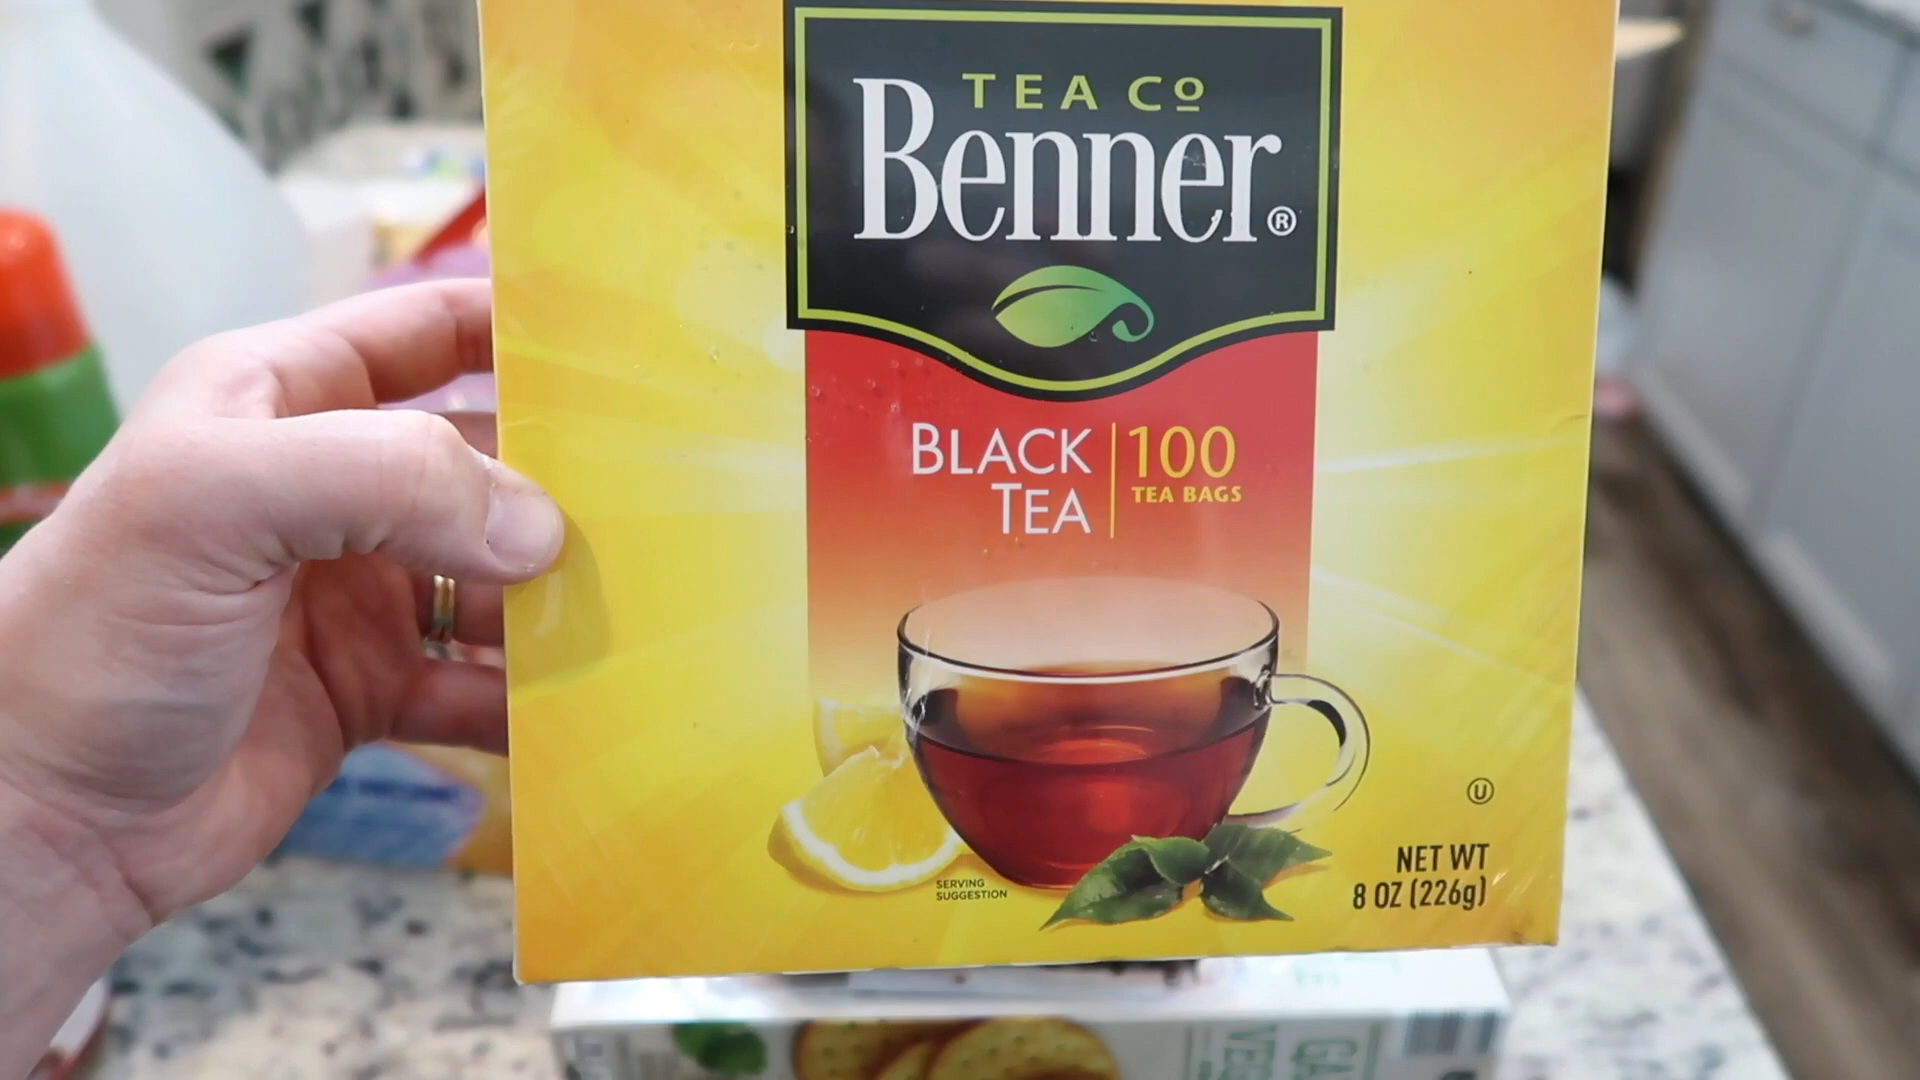 TEA Co
Benner®
BLACK
TEA
100
TEA BAGS
SERVING
SUGGESTION
U
NET WT
8 OZ (226g)